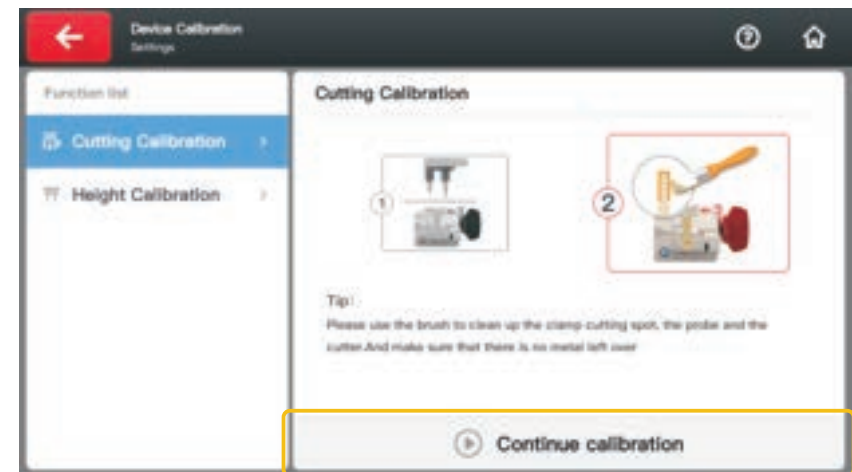 Device Calibration
Settings
Function list
Cutting Calibration
Height Calibration
Cutting Calibration
1
2
Tip:
Please use the brush to clean up the clamp cutting spot, the probe and the
cutter.And make sure that there is no metal left over
Continue calibration